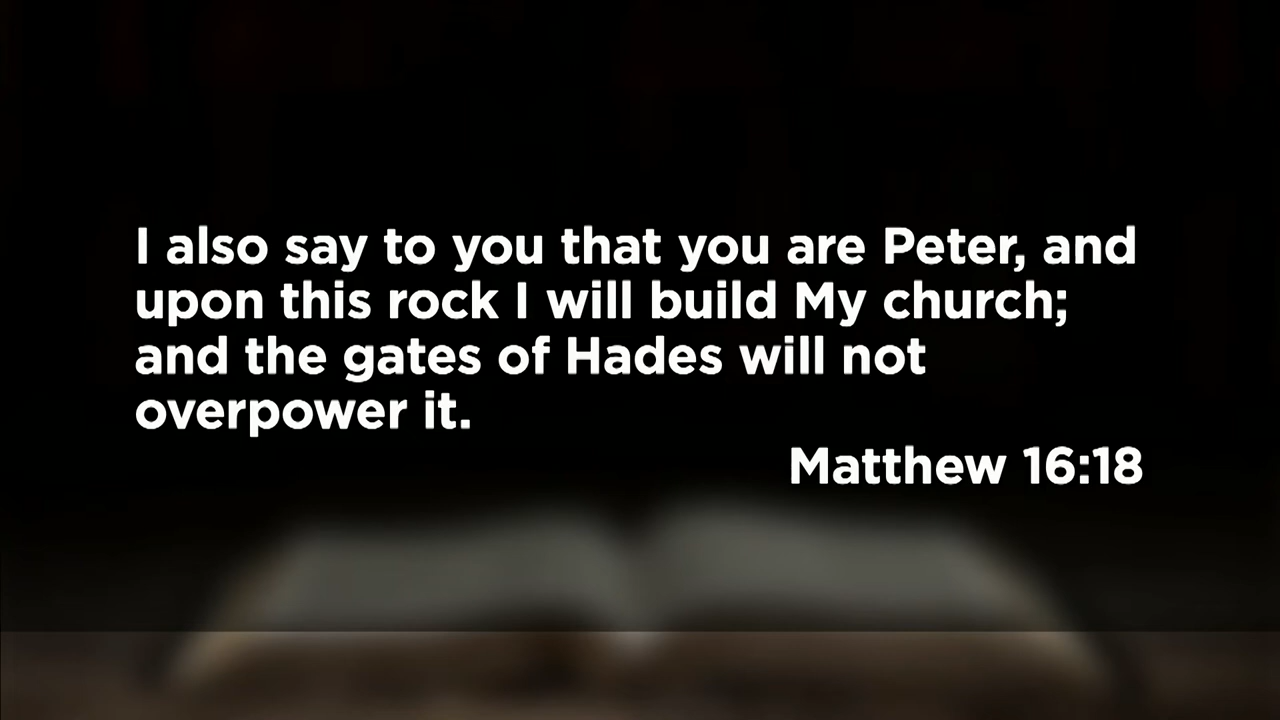 I also say to you that you are Peter, and
upon this rock I will build My church;
and the gates of Hades will not
overpower it.
Matthew 16:18